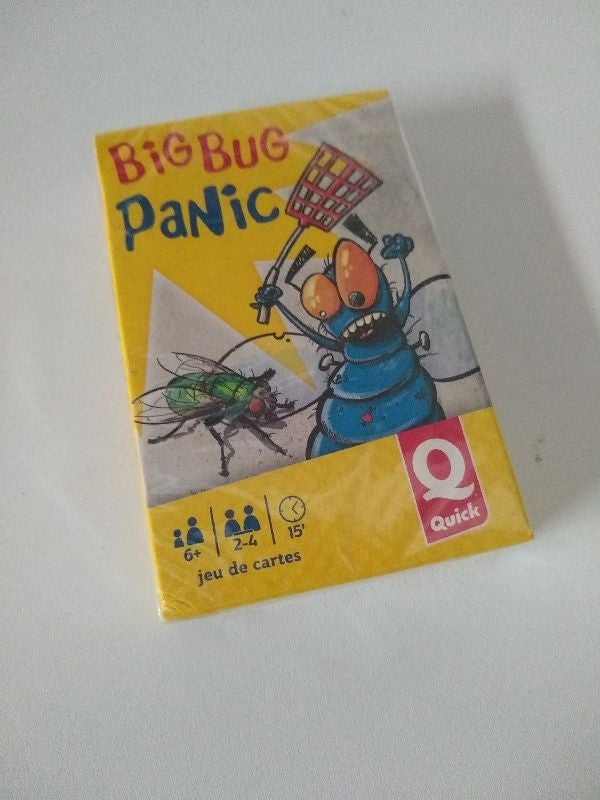 BiG BUG
PaNic
6+
2-4
15'
jeu de cartes
Q
Quick